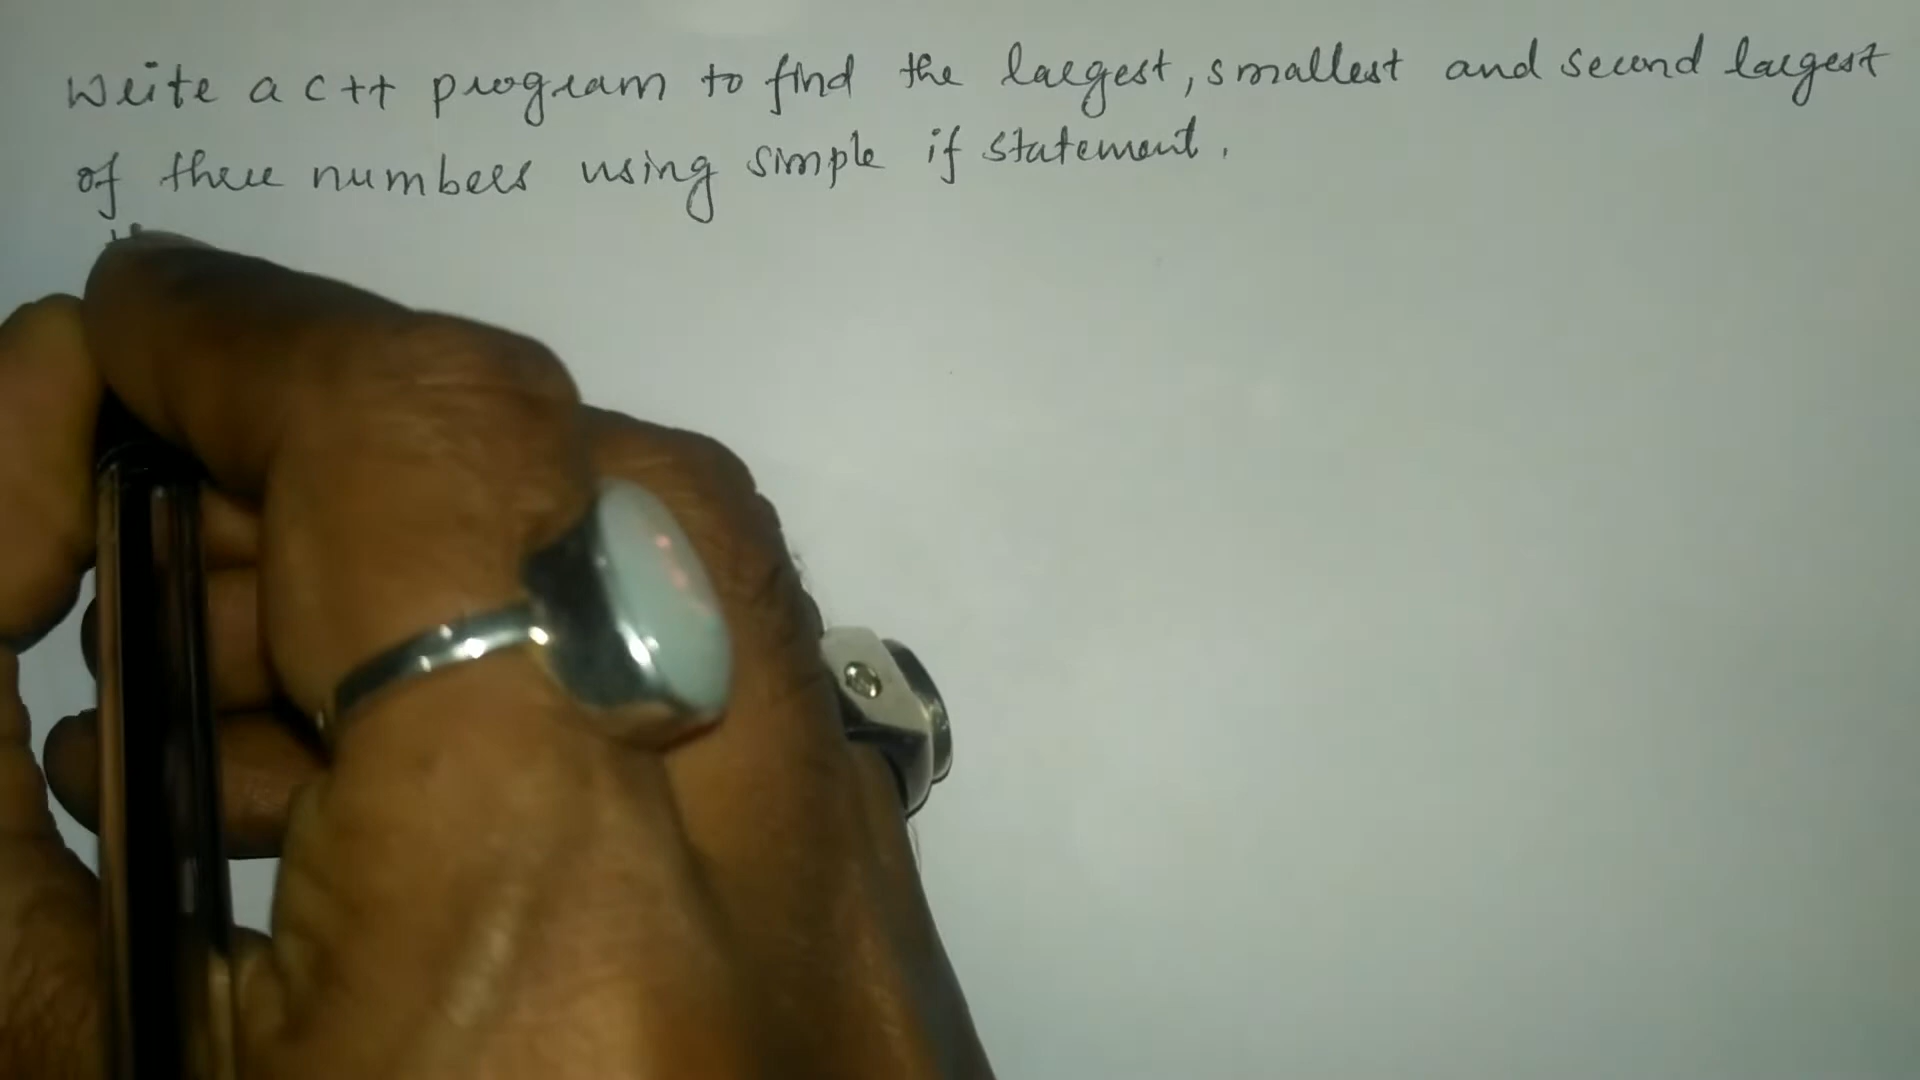 Write a c++ program to find the largest, smallest and second largest
of three numbers using simple if statement.